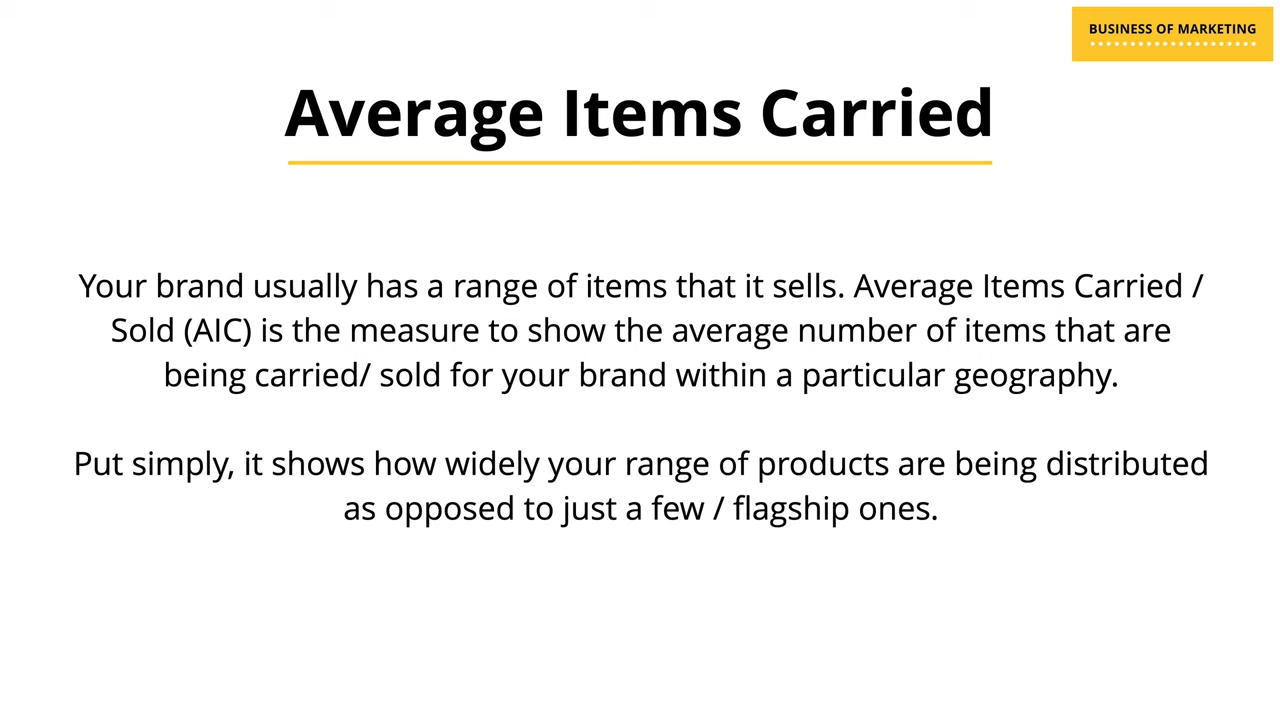 BUSINESS OF MARKETING
Average Items Carried
Your brand usually has a range of items that it sells. Average Items Carried /
Sold (AIC) is the measure to show the average number of items that are
being carried/ sold for your brand within a particular geography.
Put simply, it shows how widely your range of products are being distributed
as opposed to just a few / flagship ones.